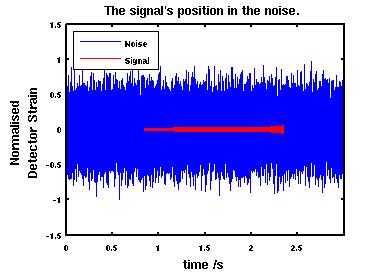 The signal's position in the noise.
Normalised
Detector Strain
1.5
1
0.5
0
-0.5
-1
-1.5
Noise
Signal
0
0.5
1
1.5
2
2.5
time /s